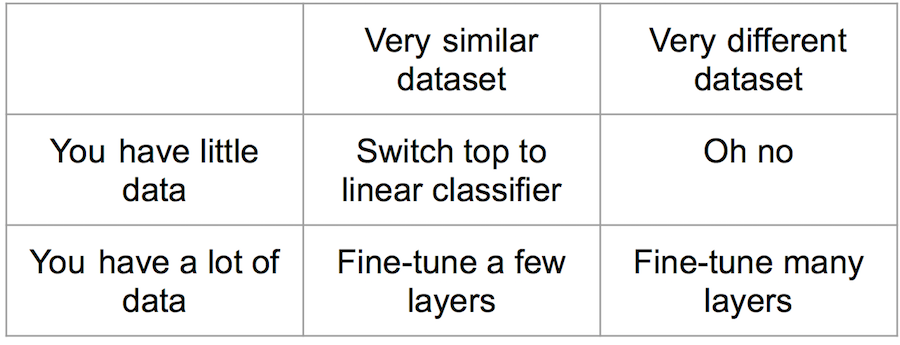 Very similar
dataset
Very different
dataset
You have little
data
Switch top to
linear classifier
Oh no
You have a lot of
data
Fine-tune a few
layers
Fine-tune many
layers